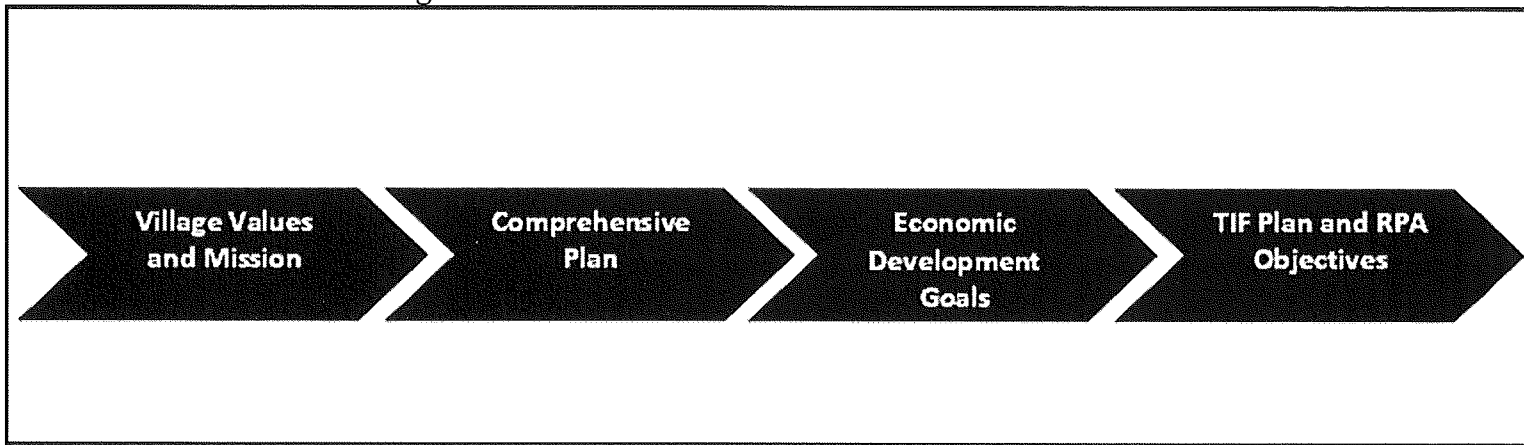 Village Values
and Mission
Comprehensive
Plan
Economic
Development
Goals
TIF Plan and RPA
Objectives